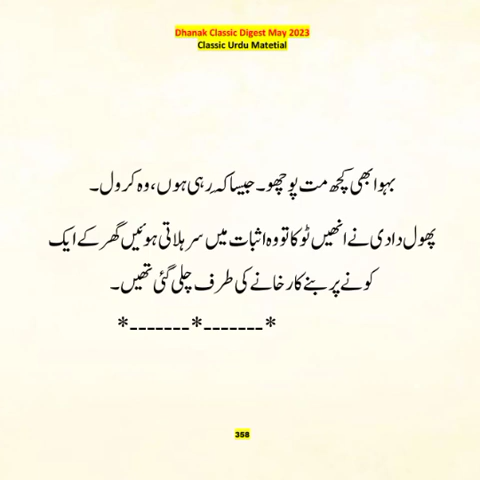 Dhanak Classic Digest May 2023
Classic Urdu Matetial
بہو ابھی کچھ مت پوچھو۔ جیسا کہہ رہی ہوں، وہ کرو ل۔
پھول دادی نے انھیں ٹوکا تو وہ اثبات میں سر ہلاتی ہوئیں گھر کے ایک
کونے پر بنے کارخانے کی طرف چلی گئی تھیں۔
*-------*-------*
358